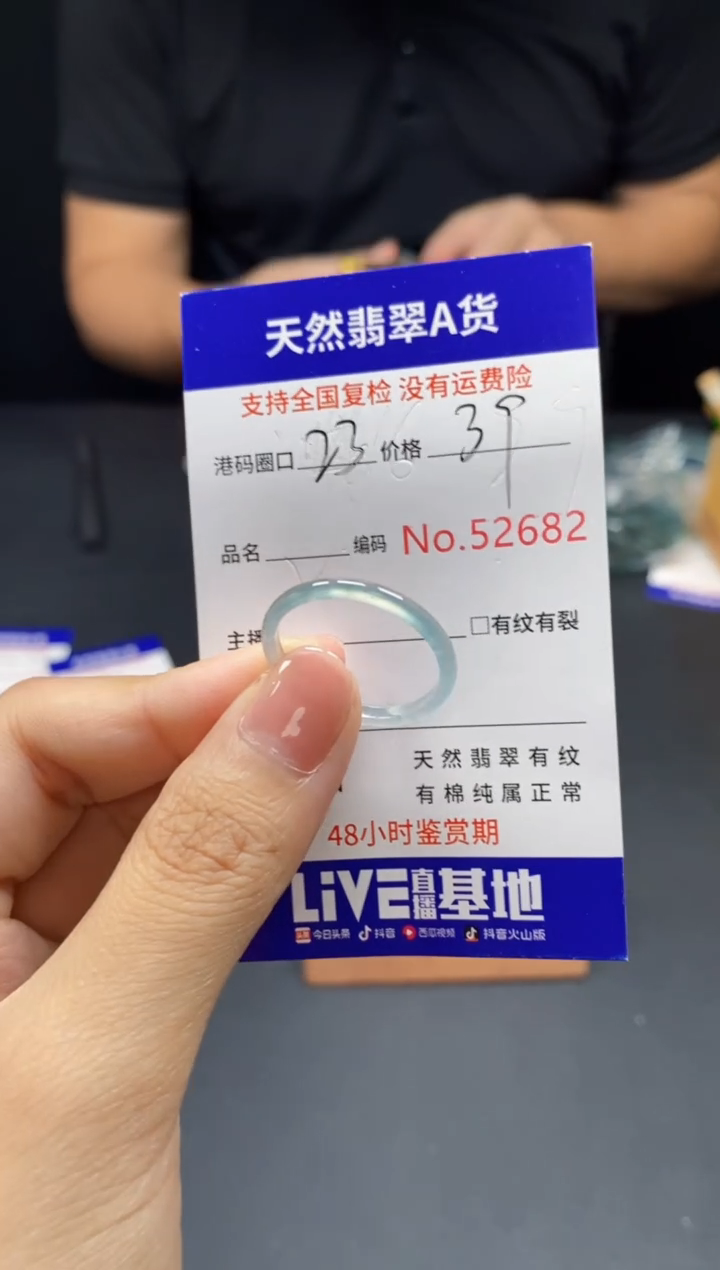 天然翡翠A货
支持全国复检 没有运费险
港码圈口 23 价格 39
品名 编码 No.52682
主播 □有纹有裂
天然翡翠有纹
有棉纯属正常
48小时鉴赏期
LiVE直播基地
头条 今日头条 抖音 西瓜视频 抖音火山版